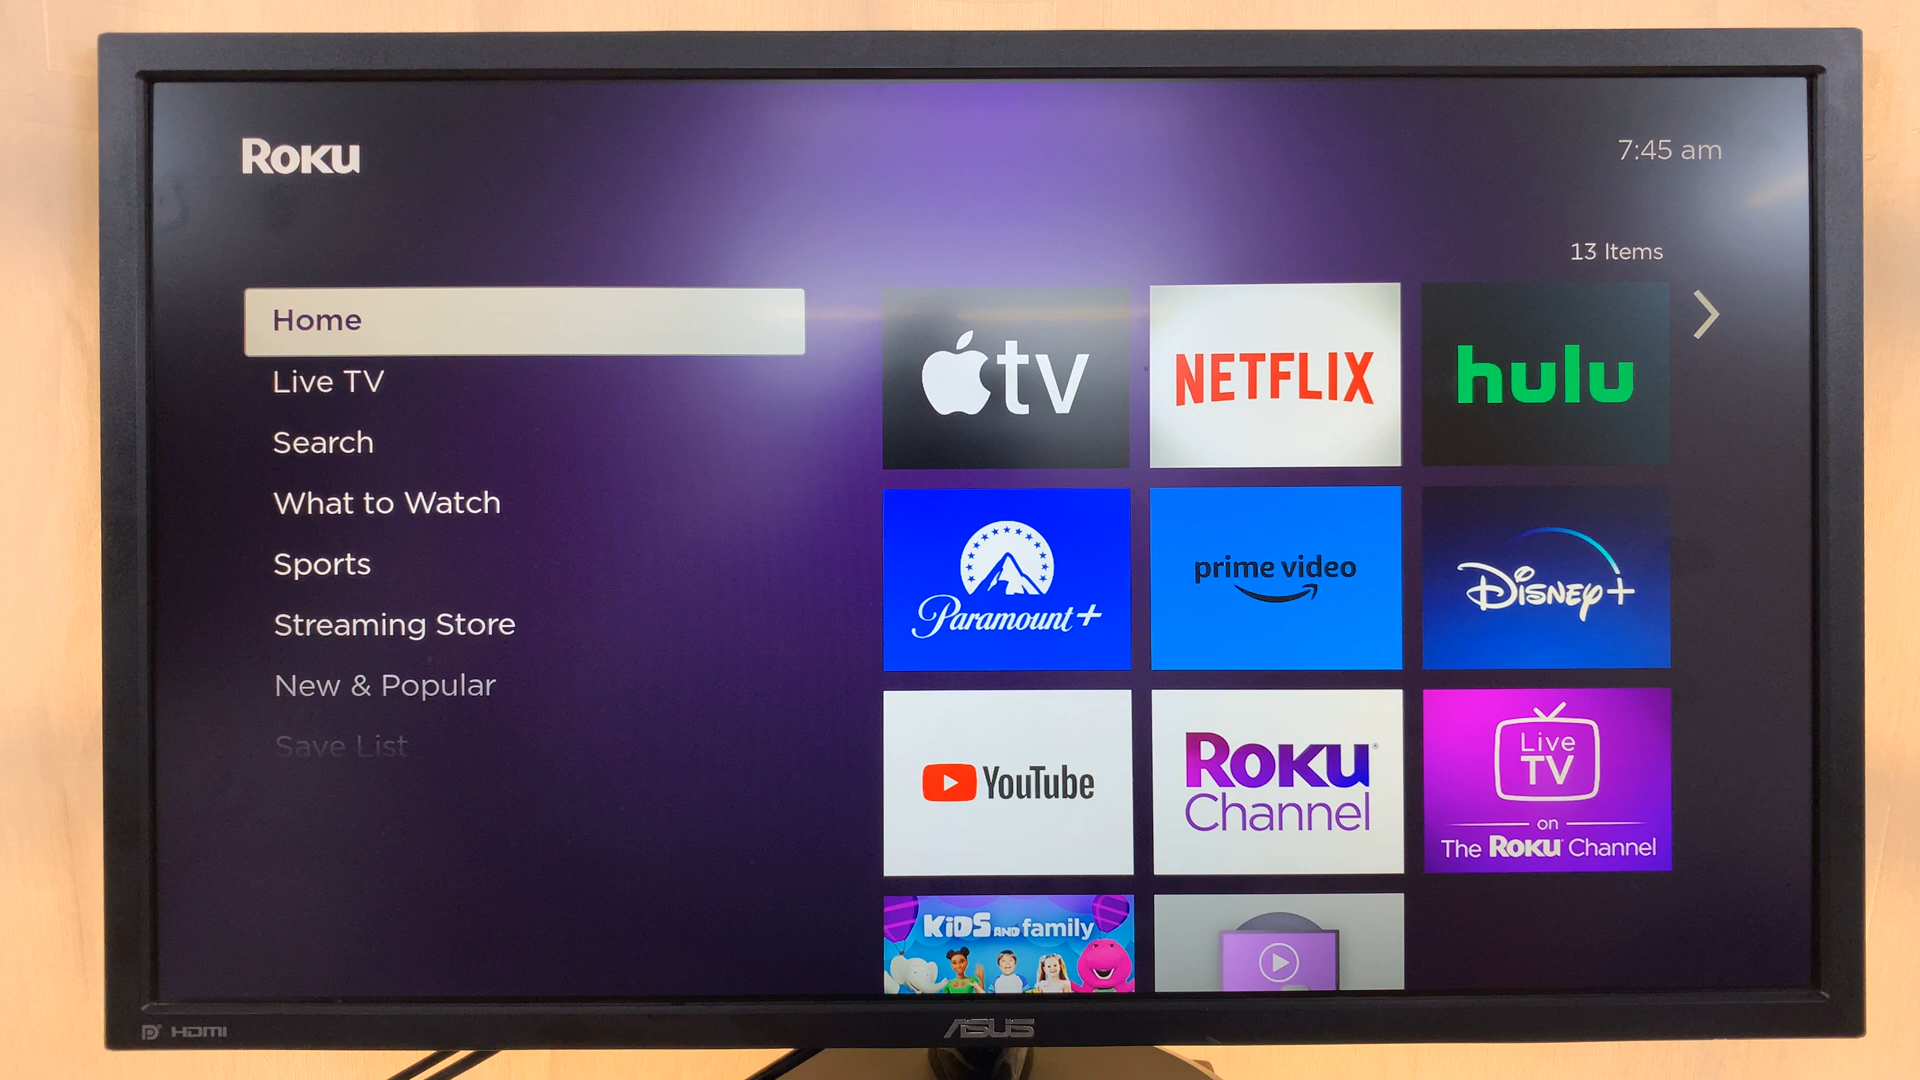 Roku
7:45 am
13 Items
Home
Live TV
Search
What to Watch
Sports
Streaming Store
New & Popular
Save List
tv
NETFLIX
hulu
Paramount+
prime video
Disney+
YouTube
Roku
Channel
Live
TV
on
The Roku Channel
KiDS AND family
HDMI
ASUS